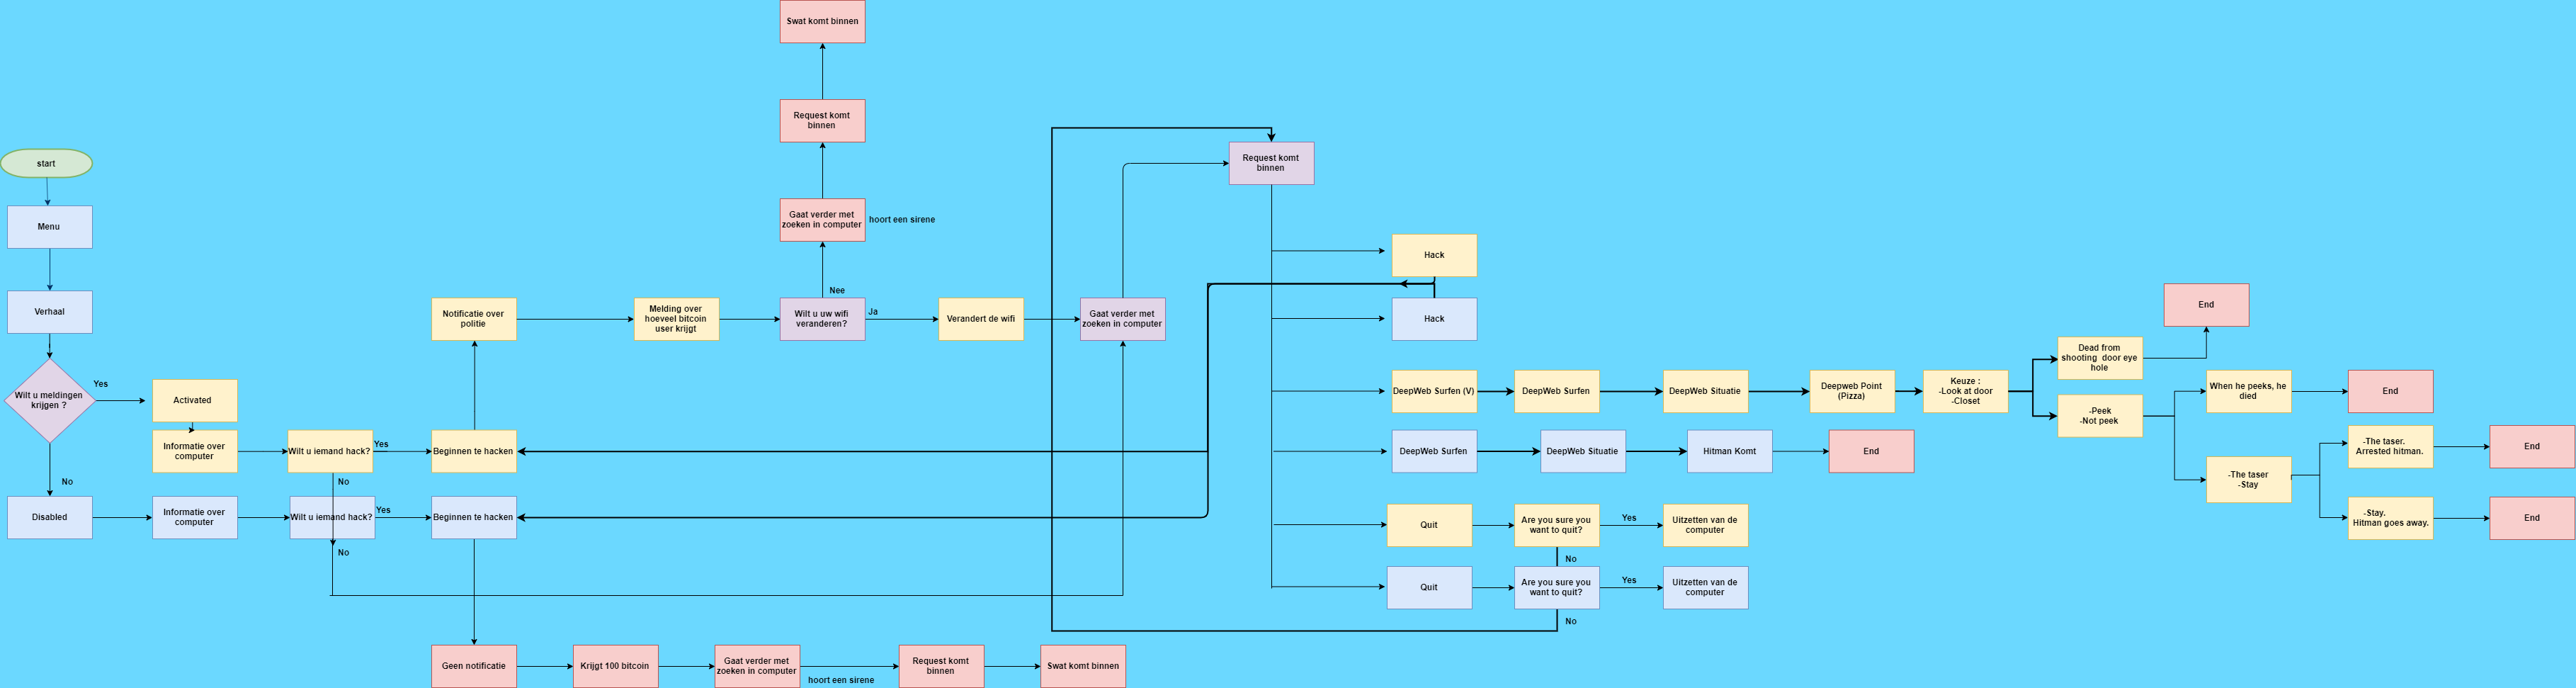 Swat komt binnen
Request komt
binnen
start
Request komt
binnen
Menu
Gaat verder met
zoeken in computer
hoort een sirene
Hack
Nee
End
Verhaal
Notificatie over
politie
Melding over
hoeveel bitcoin
user krijgt
Wilt u uw wifi
veranderen?
Ja
Verandert de wifi
Gaat verder met
zoeken in computer
Hack
Dead from
shooting door eye
hole
Wilt u meldingen
krijgen ?
Yes
Activated
DeepWeb Surfen (V)
DeepWeb Surfen
DeepWeb Situatie
Deepweb Point
(Pizza)
Keuze :
-Look at door
-Closet
When he peeks, he
died
End
-Peek
-Not peek
Informatie over
computer
Wilt u iemand hack?
Yes
Beginnen te hacken
DeepWeb Surfen
DeepWeb Situatie
Hitman Komt
End
-The taser.
Arrested hitman.
End
No
No
-The taser
-Stay
Disabled
Informatie over
computer
Wilt u iemand hack?
Yes
Beginnen te hacken
Quit
Are you sure you
want to quit?
Yes
Uitzetten van de
computer
-Stay.
Hitman goes away.
End
No
No
Quit
Are you sure you
want to quit?
Yes
Uitzetten van de
computer
No
Geen notificatie
Krijgt 100 bitcoin
Gaat verder met
zoeken in computer
hoort een sirene
Request komt
binnen
Swat komt binnen